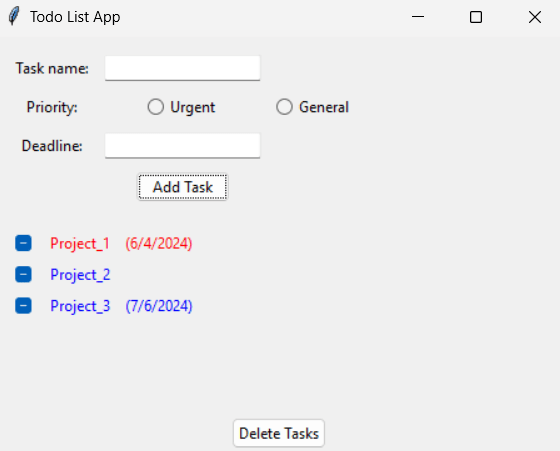 Todo List App
Task name:
Priority: Urgent General
Deadline:
Add Task
Project_1 (6/4/2024)
Project_2
Project_3 (7/6/2024)
Delete Tasks